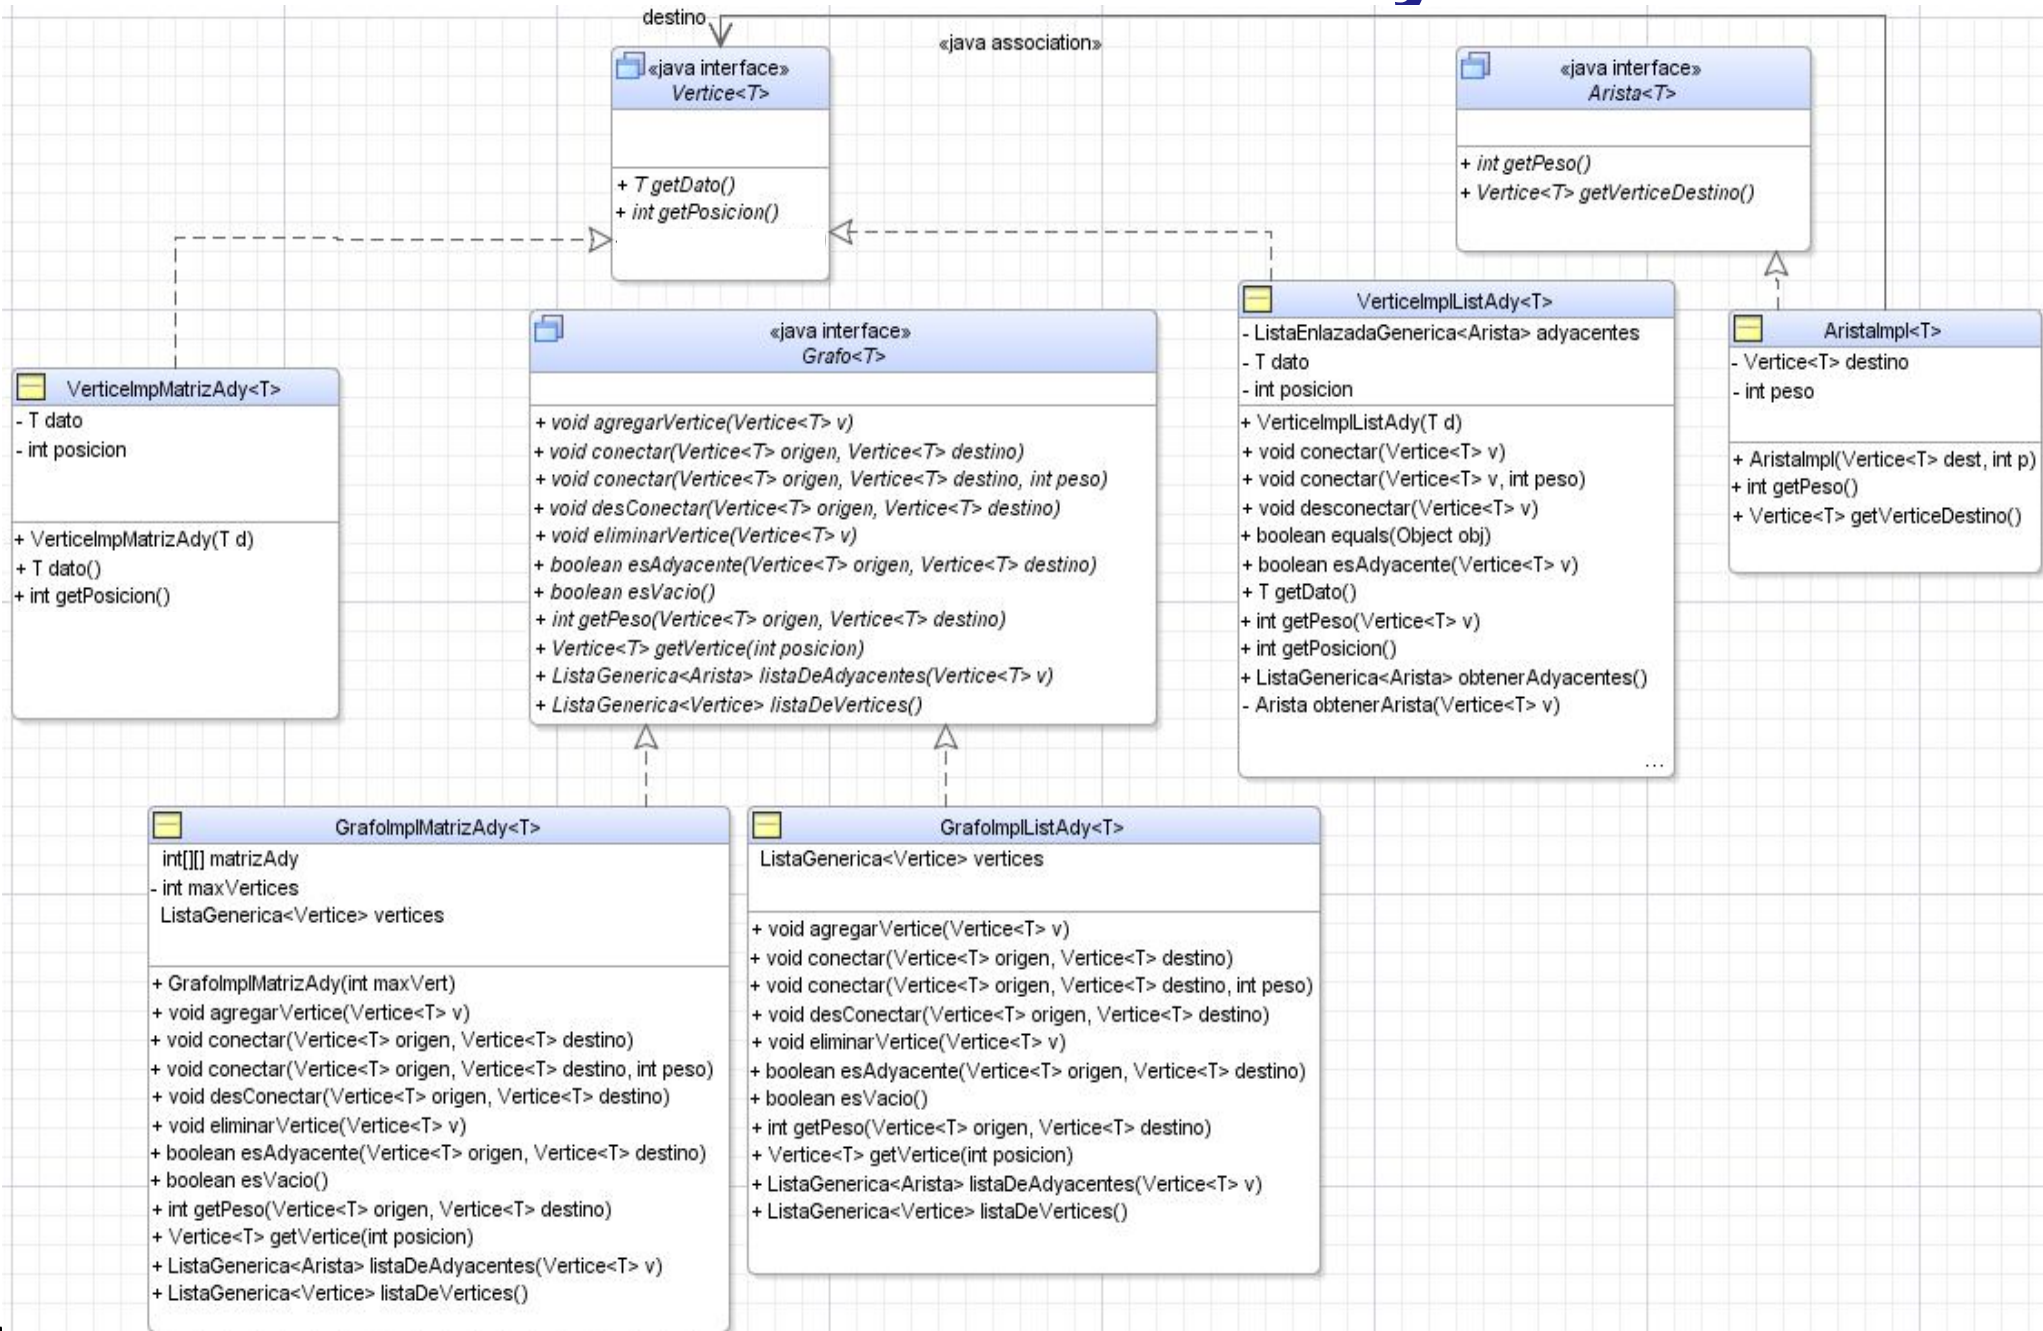 destino
«java association»
«java interface»
Vertice<T>
+ T getDato()
+ int getPosicion()
«java interface»
Arista<T>
+ int getPeso()
+ Vertice<T> getVerticeDestino()
VerticeImpMatrizAdy<T>
- T dato
- int posicion
+ VerticeImpMatrizAdy(T d)
+ T dato()
+ int getPosicion()
«java interface»
Grafo<T>
+ void agregarVertice(Vertice<T> v)
+ void conectar(Vertice<T> origen, Vertice<T> destino)
+ void conectar(Vertice<T> origen, Vertice<T> destino, int peso)
+ void desConectar(Vertice<T> origen, Vertice<T> destino)
+ void eliminarVertice(Vertice<T> v)
+ boolean esAdyacente(Vertice<T> origen, Vertice<T> destino)
+ boolean esVacio()
+ int getPeso(Vertice<T> origen, Vertice<T> destino)
+ Vertice<T> getVertice(int posicion)
+ ListaGenerica<Arista> listaDeAdyacentes(Vertice<T> v)
+ ListaGenerica<Vertice> listaDeVertices()
VerticeImplListAdy<T>
- ListaEnlazadaGenerica<Arista> adyacentes
- T dato
- int posicion
+ VerticeImplListAdy(T d)
+ void conectar(Vertice<T> v)
+ void conectar(Vertice<T> v, int peso)
+ void desconectar(Vertice<T> v)
+ boolean equals(Object obj)
+ boolean esAdyacente(Vertice<T> v)
+ T getDato()
+ int getPeso(Vertice<T> v)
+ int getPosicion()
+ ListaGenerica<Arista> obtenerAdyacentes()
- Arista obtenerArista(Vertice<T> v)
...
AristaImpl<T>
- Vertice<T> destino
- int peso
+ AristaImpl(Vertice<T> dest, int p)
+ int getPeso()
+ Vertice<T> getVerticeDestino()
GrafoImplMatrizAdy<T>
int[][] matrizAdy
- int maxVertices
ListaGenerica<Vertice> vertices
+ GrafoImplMatrizAdy(int maxVert)
+ void agregarVertice(Vertice<T> v)
+ void conectar(Vertice<T> origen, Vertice<T> destino)
+ void conectar(Vertice<T> origen, Vertice<T> destino, int peso)
+ void desConectar(Vertice<T> origen, Vertice<T> destino)
+ void eliminarVertice(Vertice<T> v)
+ boolean esAdyacente(Vertice<T> origen, Vertice<T> destino)
+ boolean esVacio()
+ int getPeso(Vertice<T> origen, Vertice<T> destino)
+ Vertice<T> getVertice(int posicion)
+ ListaGenerica<Arista> listaDeAdyacentes(Vertice<T> v)
+ ListaGenerica<Vertice> listaDeVertices()
GrafoImplListAdy<T>
ListaGenerica<Vertice> vertices
+ void agregarVertice(Vertice<T> v)
+ void conectar(Vertice<T> origen, Vertice<T> destino)
+ void conectar(Vertice<T> origen, Vertice<T> destino, int peso)
+ void desConectar(Vertice<T> origen, Vertice<T> destino)
+ void eliminarVertice(Vertice<T> v)
+ boolean esAdyacente(Vertice<T> origen, Vertice<T> destino)
+ boolean esVacio()
+ int getPeso(Vertice<T> origen, Vertice<T> destino)
+ Vertice<T> getVertice(int posicion)
+ ListaGenerica<Arista> listaDeAdyacentes(Vertice<T> v)
+ ListaGenerica<Vertice> listaDeVertices()